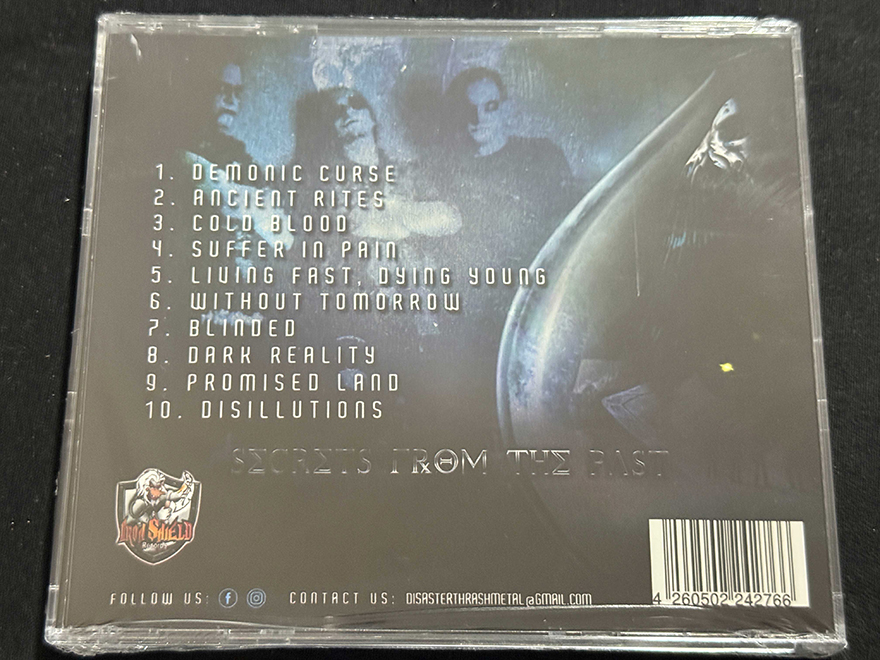 1. DEMONIC CURSE
2. ANCIENT RITES
3. COLD BLOOD
4. SUFFER IN PAIN
5. LIVING FAST, DYING YOUNG
6. WITHOUT TOMORROW
7. BLINDED
8. DARK REALITY
9. PROMISED LAND
10. DISILLUTIONS
SECRETS FROM THE PAST
IRON SHIELD
Records
FOLLOW US: CONTACT US: DISASTERTHRASHMETAL@GMAIL.COM
4 260502 242766